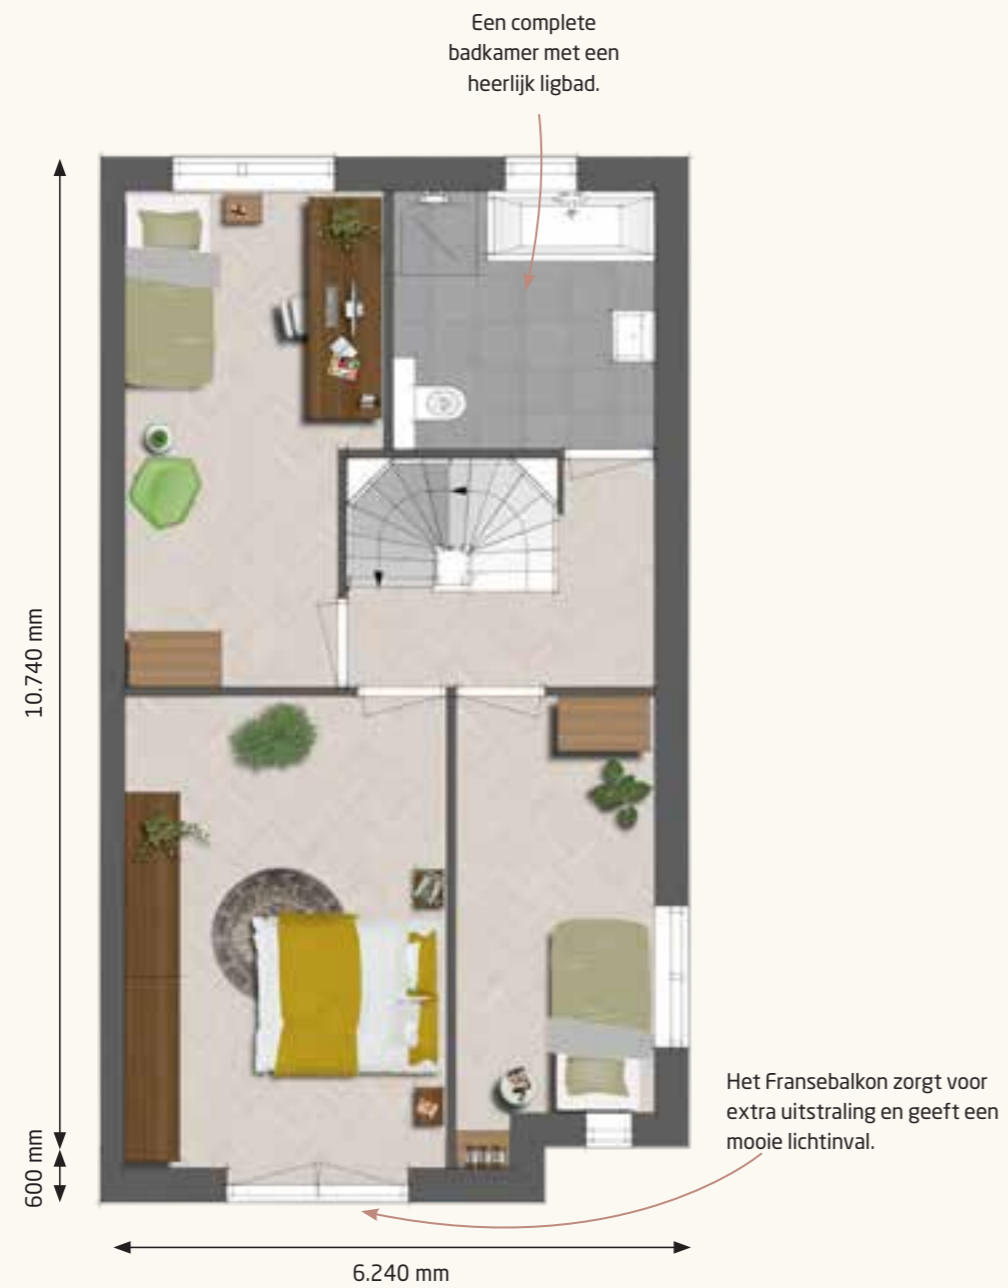 Een complete
badkamer met een
heerlijk ligbad.
10.740 mm
Het Fransebalkon zorgt voor
extra uitstraling en geeft een
mooie lichtinval.
600 mm
6.240 mm